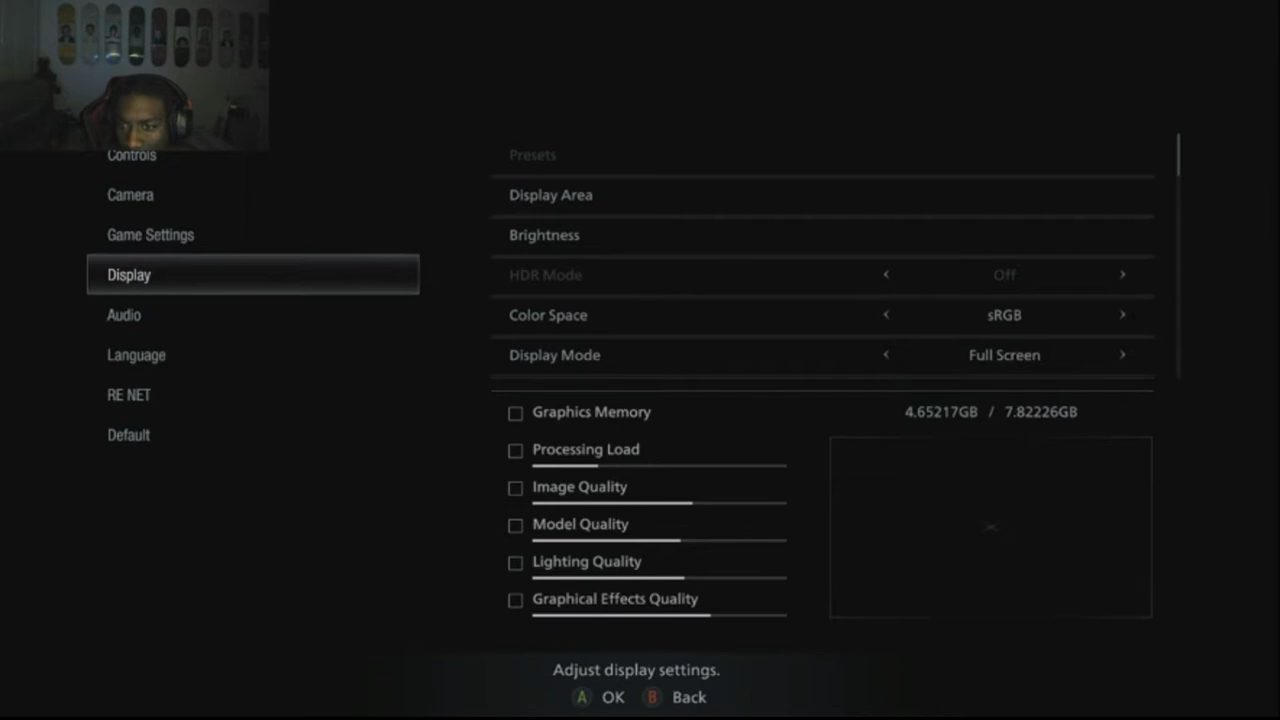 Controls
Camera
Game Settings
Display
Audio
Language
RE NET
Default
Presets
Display Area
Brightness
HDR Mode < Off >
Color Space < sRGB >
Display Mode < Full Screen >
Graphics Memory 4.65217GB / 7.82226GB
Processing Load
Image Quality
Model Quality
Lighting Quality
Graphical Effects Quality
Adjust display settings.
A OK B Back